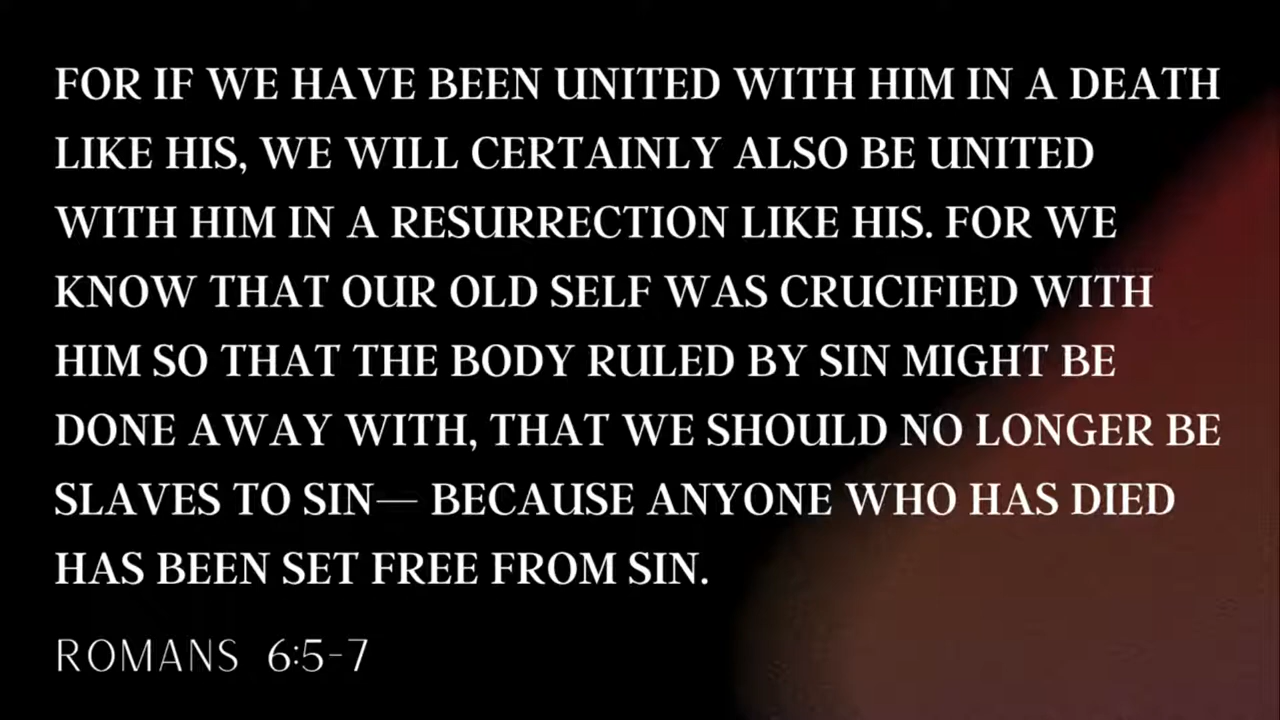 FOR IF WE HAVE BEEN UNITED WITH HIM IN A DEATH
LIKE HIS, WE WILL CERTAINLY ALSO BE UNITED
WITH HIM IN A RESURRECTION LIKE HIS. FOR WE
KNOW THAT OUR OLD SELF WAS CRUCIFIED WITH
HIM SO THAT THE BODY RULED BY SIN MIGHT BE
DONE AWAY WITH, THAT WE SHOULD NO LONGER BE
SLAVES TO SIN— BECAUSE ANYONE WHO HAS DIED
HAS BEEN SET FREE FROM SIN.
ROMANS 6:5-7